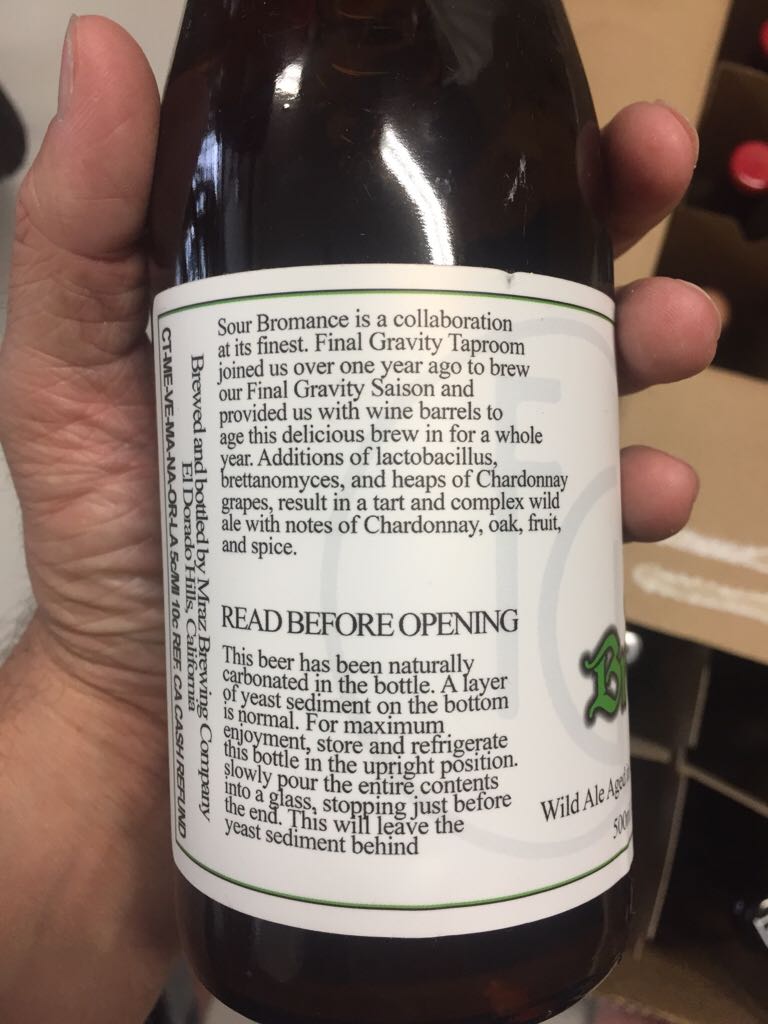 Sour Bromance is a collaboration
at its finest. Final Gravity Taproom
joined us over one year ago to brew
our Final Gravity Saison and
provided us with wine barrels to
age this delicious brew in for a whole
year. Additions of lactobacillus,
brettanomyces, and heaps of Chardonnay
grapes, result in a tart and complex wild
ale with notes of Chardonnay, oak, fruit,
and spice.
READ BEFORE OPENING
This beer has been naturally
carbonated in the bottle. A layer
of yeast sediment on the bottom
is normal. For maximum
enjoyment, store and refrigerate
this bottle in the upright position.
slowly pour the entire contents
into a glass, stopping just before
the end. This will leave the
yeast sediment behind
Brewed and bottled by Mraz Brewing Company
El Dorado Hills, California
CT-ME-VE-MA-NA-OR-LA 5c/MI 10c REF. CA CASH REFUND
Wild Ale Aged